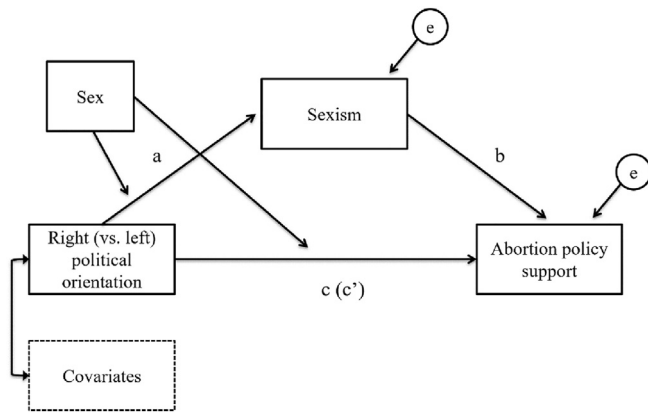 e
Sex
Sexism
a
b
e
Right (vs. left)
political
orientation
Abortion policy
support
c (c’)
Covariates